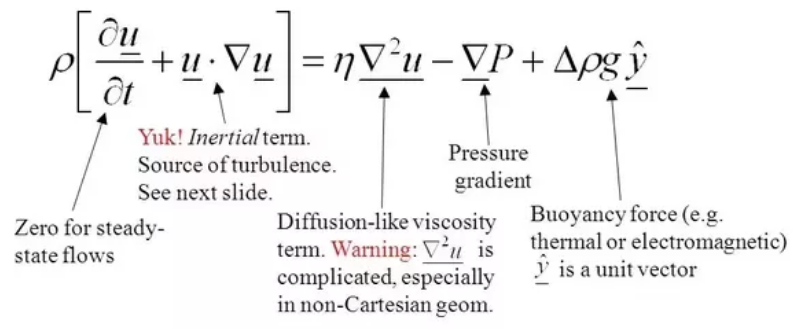 ρ[∂u/∂t + u · ∇u] = η∇²u − ∇P + Δρg ŷ
Yuk! Inertial term.
Source of turbulence.
See next slide.
Zero for steady-
state flows
Diffusion-like viscosity
term. Warning: ∇²u is
complicated, especially
in non-Cartesian geom.
Pressure
gradient
Buoyancy force (e.g.
thermal or electromagnetic)
ŷ is a unit vector